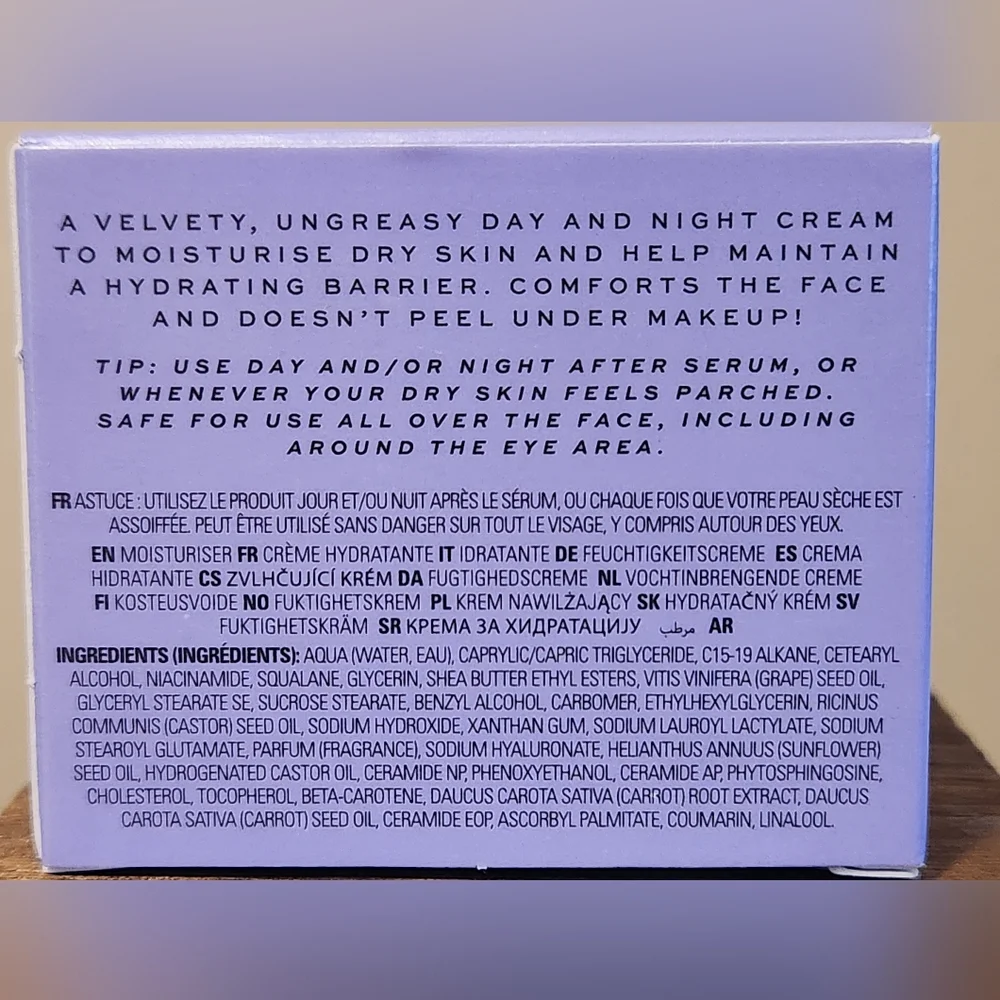 A VELVETY, UNGREASY DAY AND NIGHT CREAM
TO MOISTURISE DRY SKIN AND HELP MAINTAIN
A HYDRATING BARRIER. COMFORTS THE FACE
AND DOESN'T PEEL UNDER MAKEUP!
TIP: USE DAY AND/OR NIGHT AFTER SERUM, OR
WHENEVER YOUR DRY SKIN FEELS PARCHED.
SAFE FOR USE ALL OVER THE FACE, INCLUDING
AROUND THE EYE AREA.
FR ASTUCE : UTILISEZ LE PRODUIT JOUR ET/OU NUIT APRÈS LE SÉRUM, OU CHAQUE FOIS QUE VOTRE PEAU SÈCHE EST
ASSOIFFÉE. PEUT ÊTRE UTILISÉ SANS DANGER SUR TOUT LE VISAGE, Y COMPRIS AUTOUR DES YEUX.
EN MOISTURISER FR CRÈME HYDRATANTE IT IDRATANTE DE FEUCHTIGKEITSCREME ES CREMA
HIDRATANTE CS ZVLHČUJÍCÍ KRÉM DA FUGTIGHEDSCREME NL VOCHTINBRENGENDE CREME
FI KOSTEUSVOIDE NO FUKTIGHETSKREM PL KREM NAWILŻAJĄCY SK HYDRATAČNÝ KRÉM SV
FUKTIGHETSKRÄM SR КРЕМА ЗА ХИДРАТАЦИЈУ مرطب AR
INGREDIENTS (INGRÉDIENTS): AQUA (WATER, EAU), CAPRYLIC/CAPRIC TRIGLYCERIDE, C15-19 ALKANE, CETEARYL
ALCOHOL, NIACINAMIDE, SQUALANE, GLYCERIN, SHEA BUTTER ETHYL ESTERS, VITIS VINIFERA (GRAPE) SEED OIL,
GLYCERYL STEARATE SE, SUCROSE STEARATE, BENZYL ALCOHOL, CARBOMER, ETHYLHEXYLGLYCERIN, RICINUS
COMMUNIS (CASTOR) SEED OIL, SODIUM HYDROXIDE, XANTHAN GUM, SODIUM LAUROYL LACTYLATE, SODIUM
STEAROYL GLUTAMATE, PARFUM (FRAGRANCE), SODIUM HYALURONATE, HELIANTHUS ANNUUS (SUNFLOWER)
SEED OIL, HYDROGENATED CASTOR OIL, CERAMIDE NP, PHENOXYETHANOL, CERAMIDE AP, PHYTOSPHINGOSINE,
CHOLESTEROL, TOCOPHEROL, BETA-CAROTENE, DAUCUS CAROTA SATIVA (CARROT) ROOT EXTRACT, DAUCUS
CAROTA SATIVA (CARROT) SEED OIL, CERAMIDE EOP, ASCORBYL PALMITATE, COUMARIN, LINALOOL.